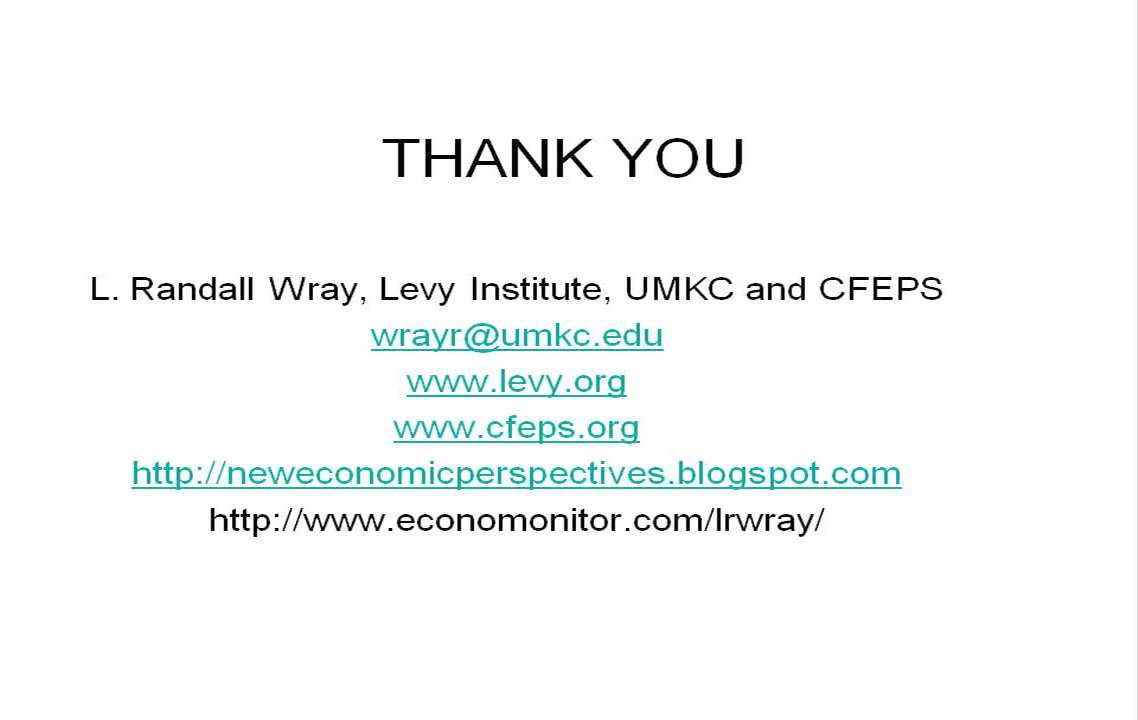 THANK YOU
L. Randall Wray, Levy Institute, UMKC and CFEPS
wrayr@umkc.edu
www.levy.org
www.cfeps.org
http://neweconomicperspectives.blogspot.com
http://www.economonitor.com/lrwray/